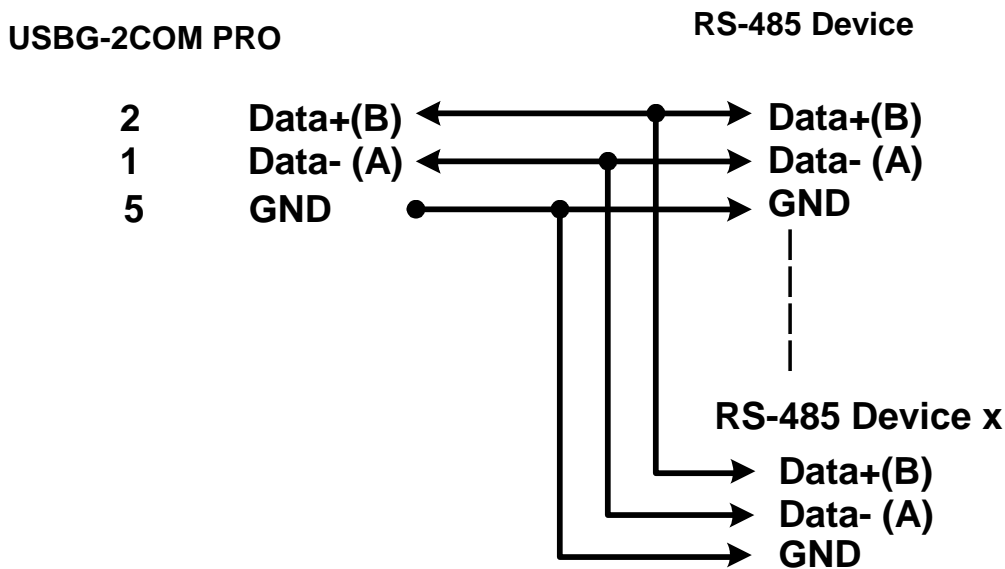 USBG-2COM PRO
RS-485 Device
2 Data+(B) Data+(B)
1 Data- (A) Data- (A)
5 GND GND
RS-485 Device x
Data+(B)
Data- (A)
GND